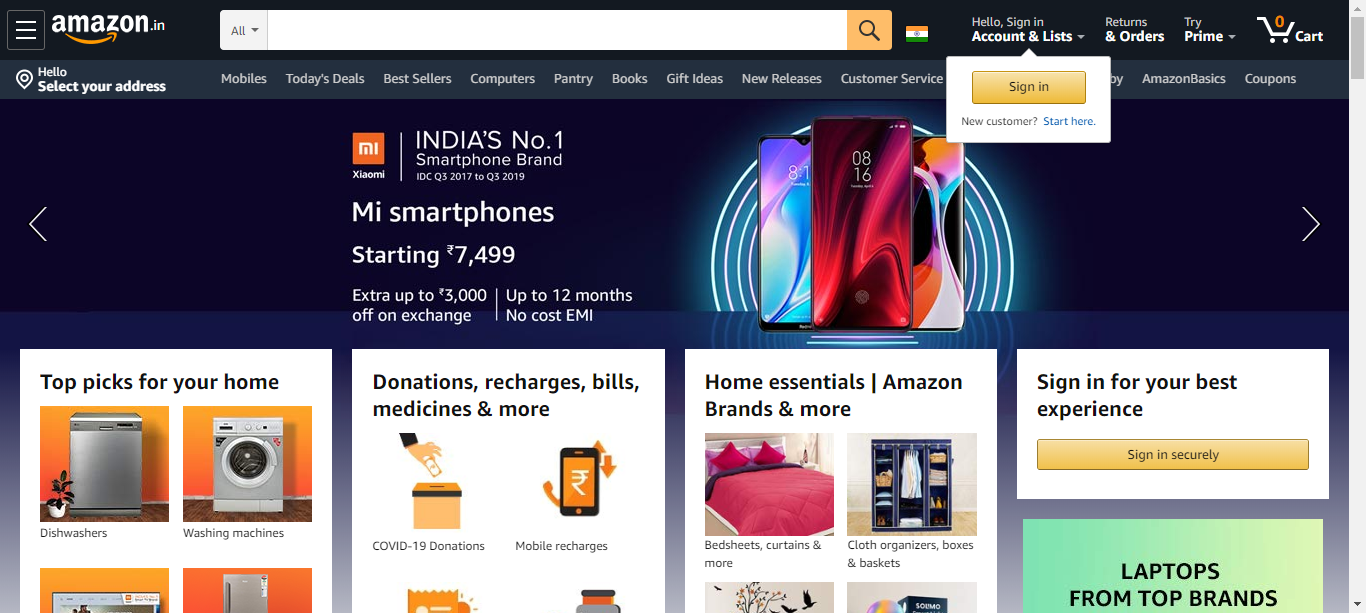 amazon.in
All
Hello, Sign in
Account & Lists
Returns
& Orders
Try
Prime
0
Cart
Hello
Select your address
Mobiles
Today's Deals
Best Sellers
Computers
Pantry
Books
Gift Ideas
New Releases
Customer Service
by
AmazonBasics
Coupons
Sign in
New customer? Start here.
mi
Xiaomi
INDIA'S No.1
Smartphone Brand
IDC Q3 2017 to Q3 2019
Mi smartphones
Starting ₹7,499
Extra up to ₹3,000
off on exchange
Up to 12 months
No cost EMI
08
16
Top picks for your home
Dishwashers
Washing machines
Donations, recharges, bills,
medicines & more
COVID-19 Donations
Mobile recharges
₹
Home essentials | Amazon
Brands & more
Bedsheets, curtains &
more
Cloth organizers, boxes
& baskets
SOLIMO
Sign in for your best
experience
Sign in securely
LAPTOPS
FROM TOP BRANDS